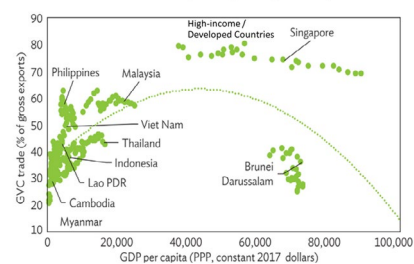 High-income /
Developed Countries
Singapore
Philippines
Malaysia
Viet Nam
Thailand
Indonesia
Lao PDR
Cambodia
Myanmar
Brunei
Darussalam
GVC trade (% of gross exports)
90
80
70
60
50
40
30
20
10
0 20,000 40,000 60,000 80,000 100,000
GDP per capita (PPP, constant 2017 dollars)